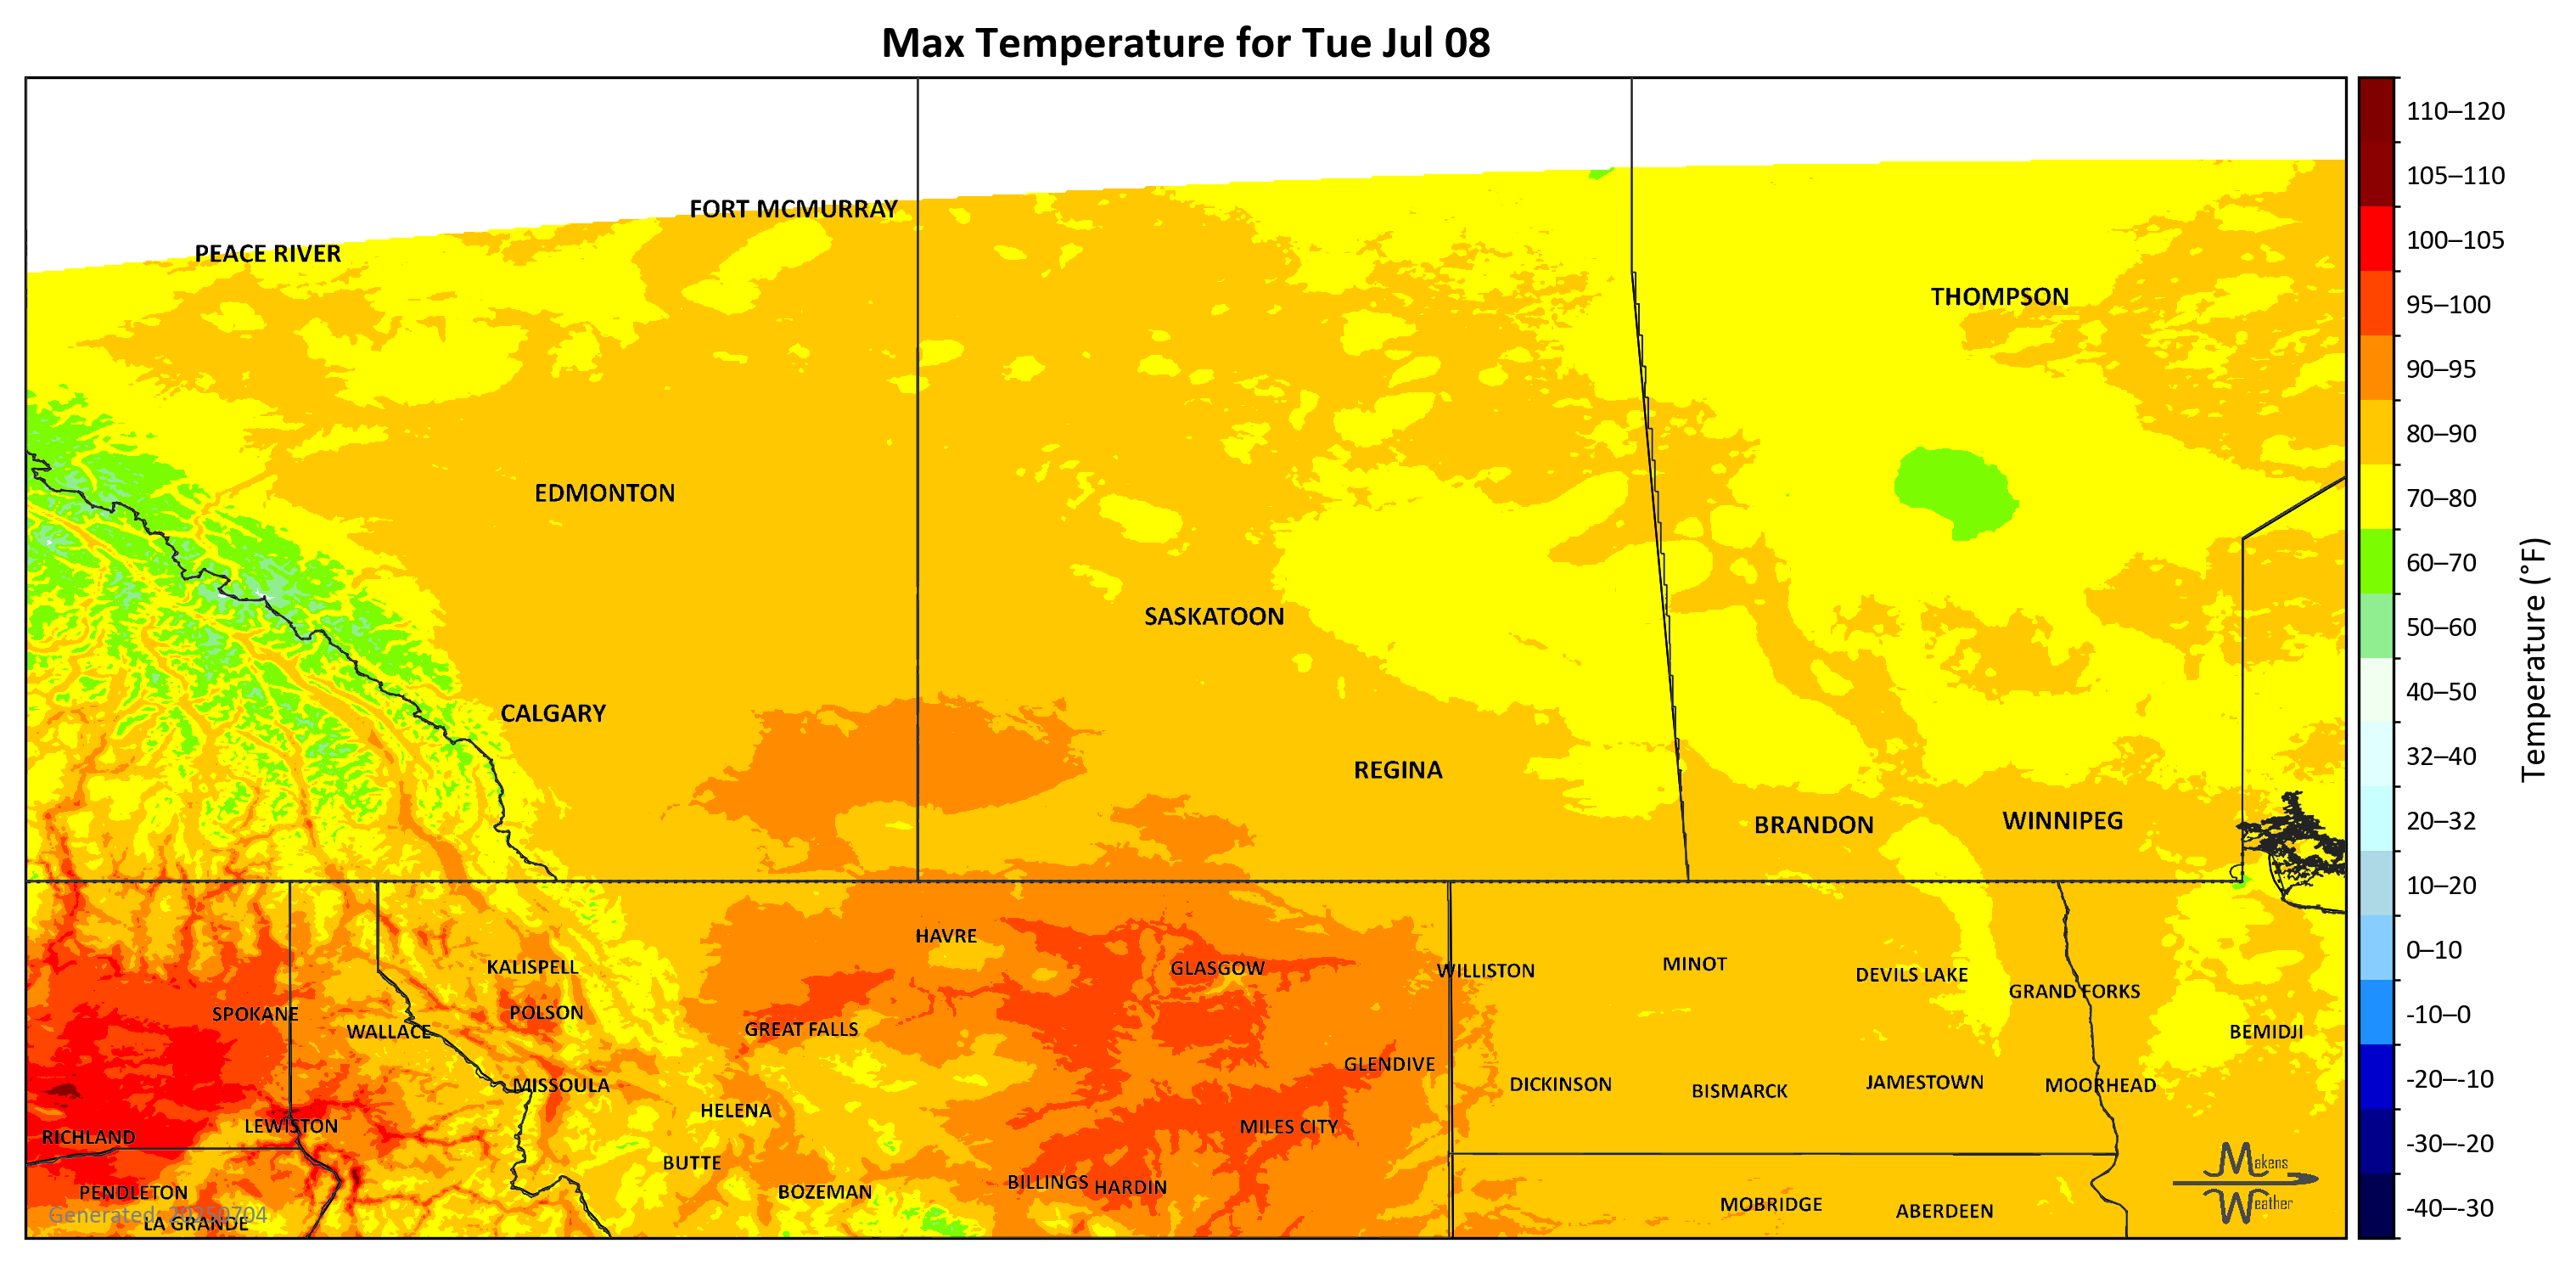 Max Temperature for Tue Jul 08
FORT MCMURRAY
PEACE RIVER
THOMPSON
EDMONTON
SASKATOON
CALGARY
REGINA
BRANDON
WINNIPEG
HAVRE
KALISPELL
GLASGOW
WILLISTON
MINOT
DEVILS LAKE
GRAND FORKS
SPOKANE
POLSON
WALLACE
GREAT FALLS
BEMIDJI
GLENDIVE
MISSOULA
DICKINSON
BISMARCK
JAMESTOWN
MOORHEAD
HELENA
LEWISTON
RICHLAND
MILES CITY
BUTTE
BILLINGS
HARDIN
PENDLETON
BOZEMAN
MOBRIDGE
ABERDEEN
Generated: 20250704
LA GRANDE
Makens
Weather
110–120
105–110
100–105
95–100
90–95
80–90
70–80
60–70
50–60
40–50
32–40
20–32
10–20
0–10
-10–0
-20–-10
-30–-20
-40–-30
Temperature (°F)